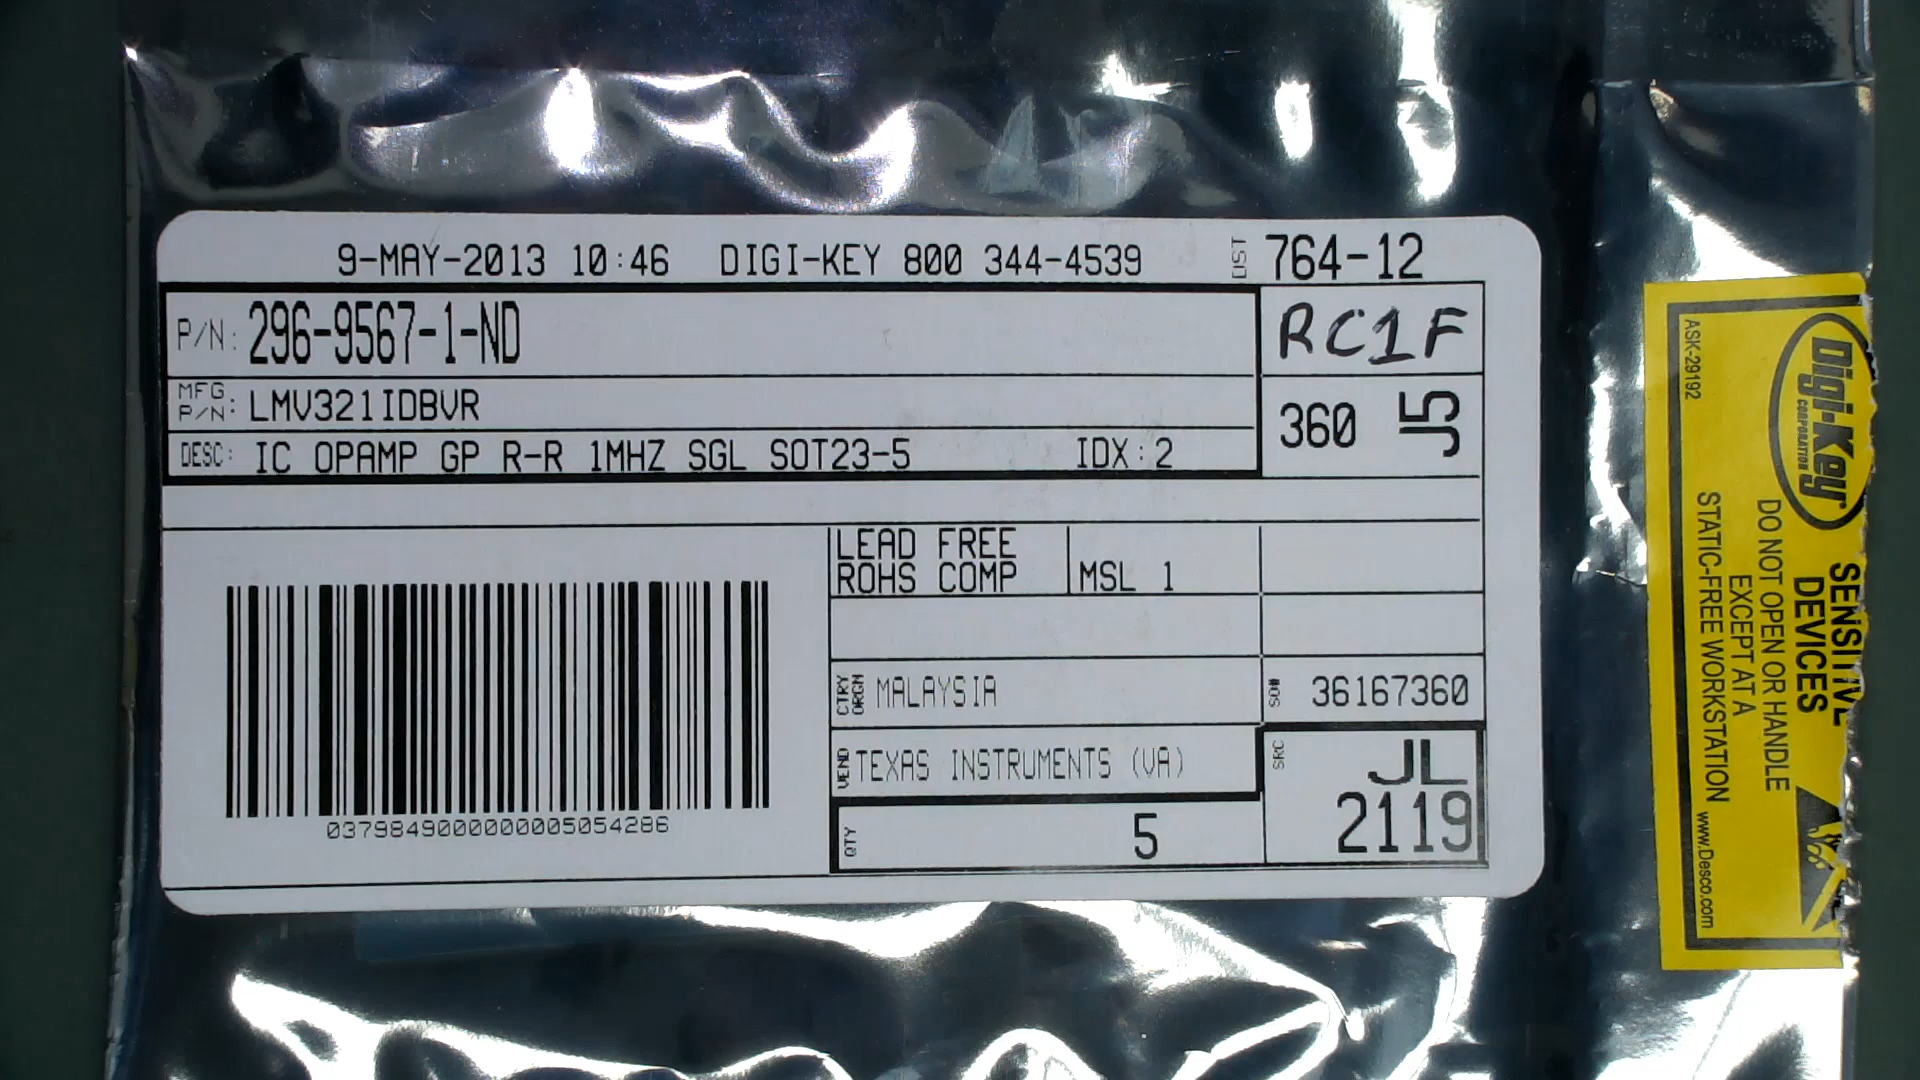 9-MAY-2013 10:46 DIGI-KEY 800 344-4539 LIST 764-12
P/N: 296-9567-1-ND
RC1F
MFG P/N: LMV321IDBVR
360 J5
DESC: IC OPAMP GP R-R 1MHZ SGL SOT23-5 IDX:2
LEAD FREE
ROHS COMP
MSL 1
CTRY ORGN MALAYSIA
SO# 36167360
VEND TEXAS INSTRUMENTS (VA)
SRC JL
2119
QTY 5
0379849000000005054286
Digi-Key
CORPORATION
SENSITIVE
DEVICES
DO NOT OPEN OR HANDLE
EXCEPT AT A
STATIC-FREE WORKSTATION
ASK-29192
www.Desco.com